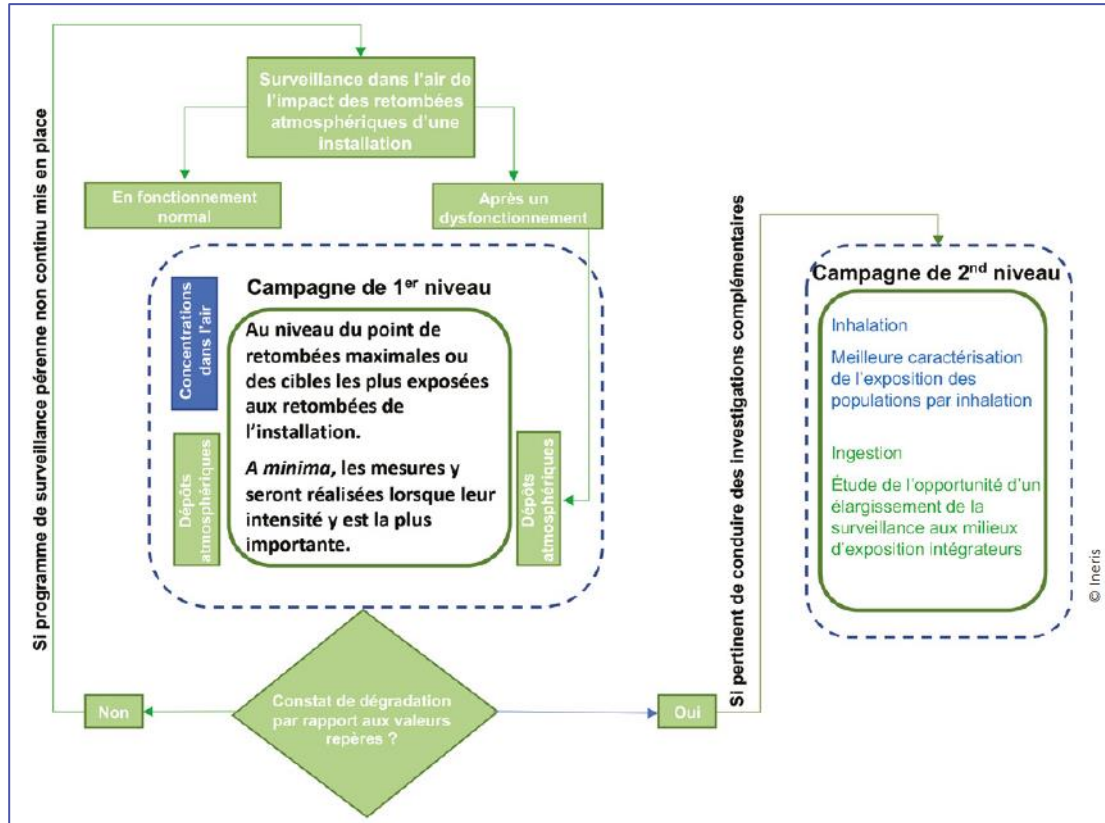 Surveillance dans l'air de
l'impact des retombées
atmosphériques d'une
installation
En fonctionnement
normal
Après un
dysfonctionnement
Si programme de surveillance pérenne non continu mis en place
Campagne de 1er niveau
Concentrations
dans l'air
Dépôts
atmosphériques
Au niveau du point de
retombées maximales ou
des cibles les plus exposées
aux retombées de
l'installation.
A minima, les mesures y
seront réalisées lorsque leur
intensité y est la plus
importante.
Dépôts
atmosphériques
Constat de dégradation
par rapport aux valeurs
repères ?
Non
Oui
Si pertinent de conduire des investigations complémentaires
Campagne de 2nd niveau
Inhalation
Meilleure caractérisation
de l'exposition des
populations par inhalation
Ingestion
Étude de l'opportunité d'un
élargissement de la
surveillance aux milieux
d'exposition intégrateurs
© Ineris